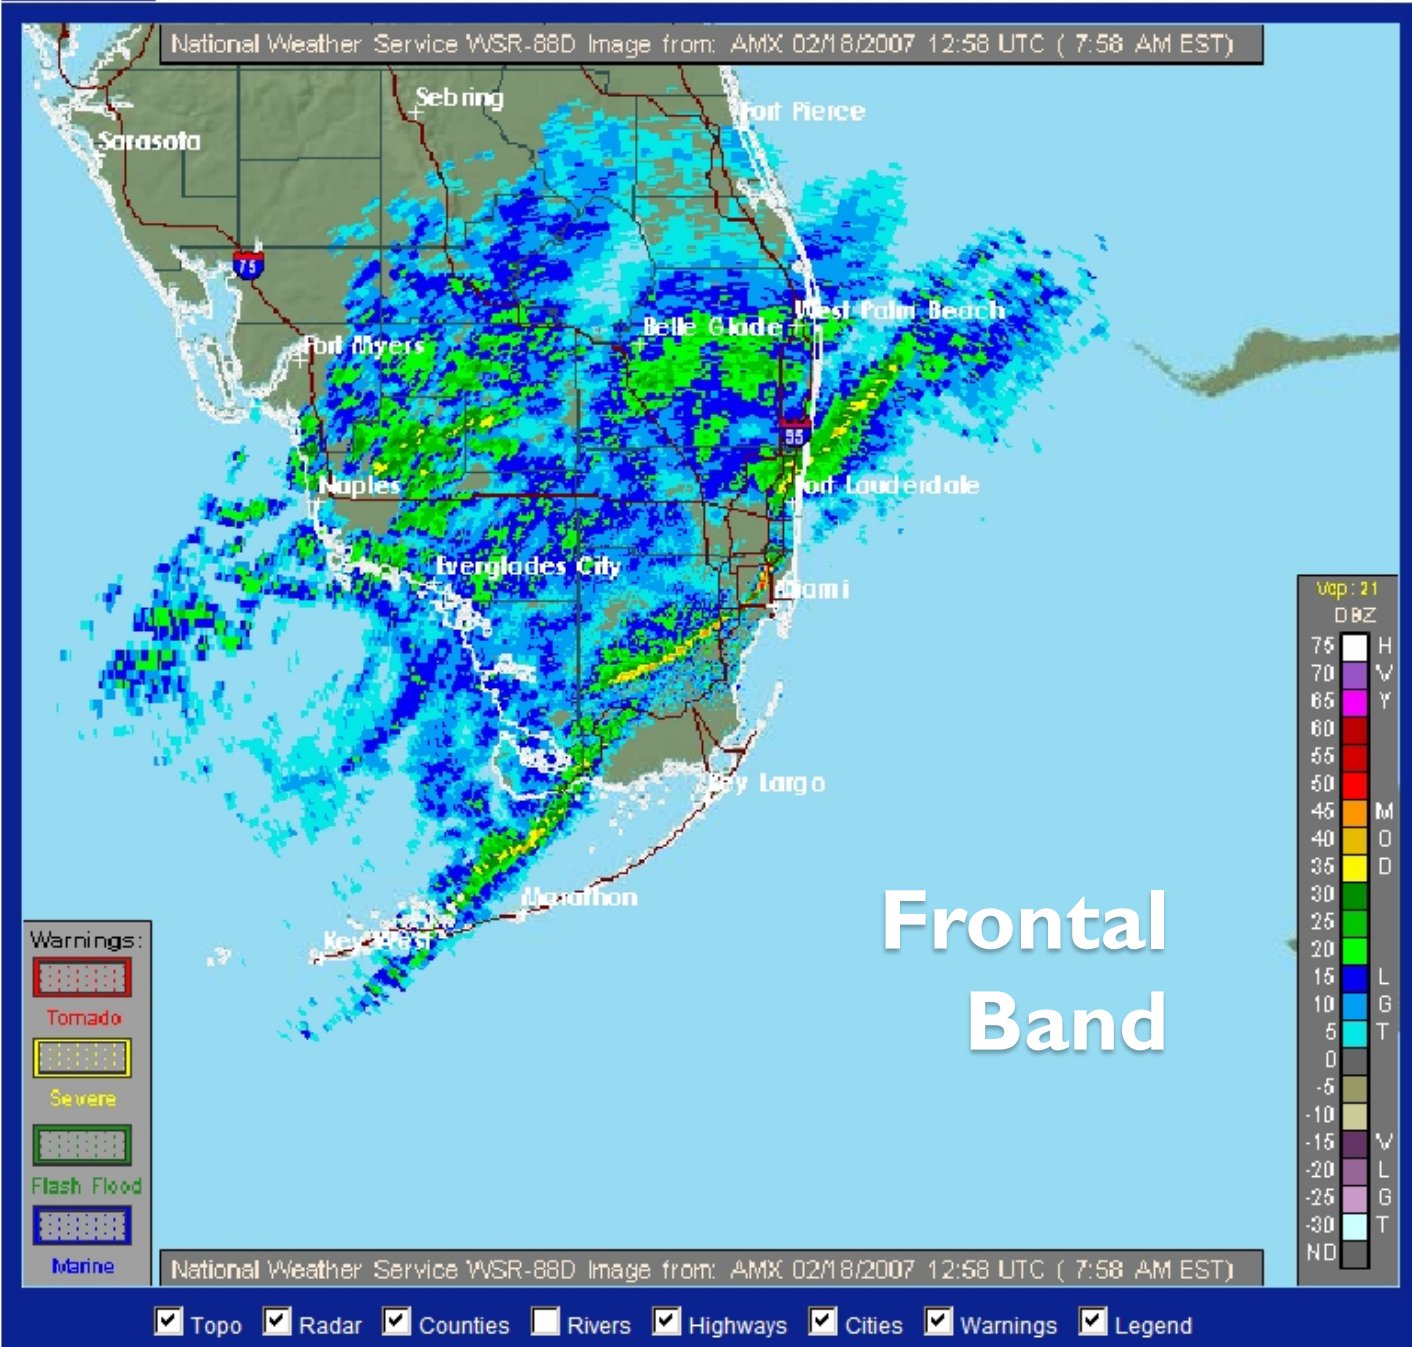 National Weather Service WSR-88D Image from: AMX 02/18/2007 12:58 UTC ( 7:58 AM EST)
Sebring
Fort Pierce
Sarasota
75
West Palm Beach
Belle Glade
Fort Myers
95
Naples
Fort Lauderdale
Everglades City
Miami
Key Largo
Marathon
Key West
Frontal
Band
Warnings:
Tornado
Severe
Flash Flood
Marine
Vcp: 21
DBZ
75 H
70 V
65 Y
60
55
50
45 M
40 O
35 D
30
25
20
15 L
10 G
5 T
0
-5
-10
-15 V
-20 L
-25 G
-30 T
ND
National Weather Service WSR-88D Image from: AMX 02/18/2007 12:58 UTC ( 7:58 AM EST)
Topo Radar Counties Rivers Highways Cities Warnings Legend